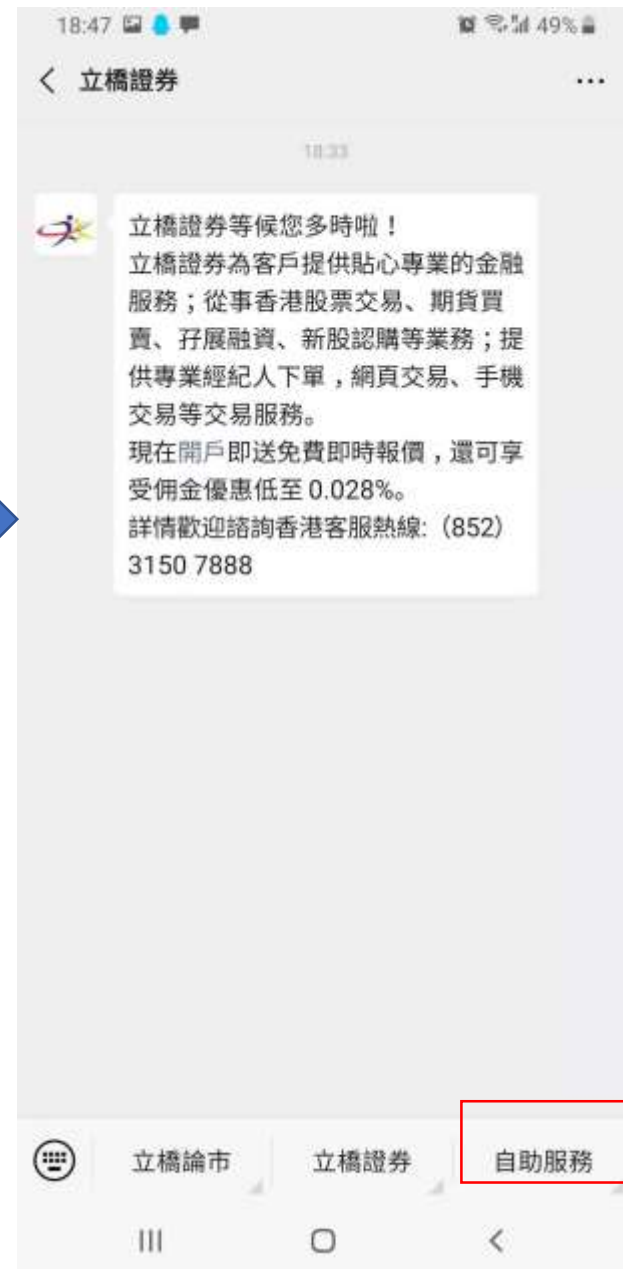 18:47
49%
立橋證券
18:33
立橋證券等候您多時啦！
立橋證券為客戶提供貼心專業的金融
服務；從事香港股票交易、期貨買
賣、孖展融資、新股認購等業務；提
供專業經紀人下單，網頁交易、手機
交易等交易服務。
現在開戶即送免費即時報價，還可享
受佣金優惠低至 0.028%。
詳情歡迎諮詢香港客服熱線:（852）
3150 7888
立橋論市
立橋證券
自助服務